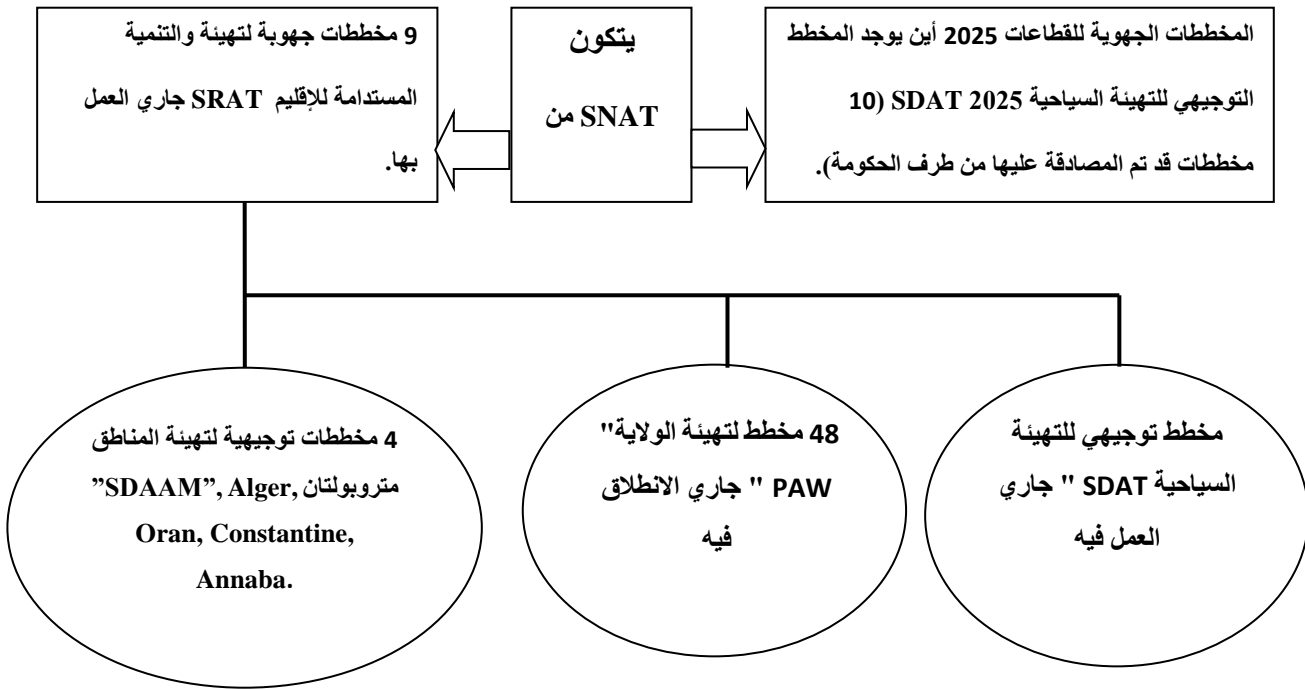 المخططات الجهوية للقطاعات 2025 أين يوجد المخطط
التوجيهي للتهيئة السياحية SDAT 2025 (10
مخططات قد تم المصادقة عليها من طرف الحكومة).
يتكون
SNAT من
9 مخططات جهوية لتهيئة والتنمية
المستدامة للإقليم SRAT جاري العمل
بها.
مخطط توجيهي للتهيئة
السياحية SDAT " جاري
العمل فيه
48 مخطط لتهيئة الولاية"
PAW " جاري الانطلاق
فيه
4 مخططات توجيهية لتهيئة المناطق
متروبولتان "SDAAM”, Alger,
Oran, Constantine,
Annaba.